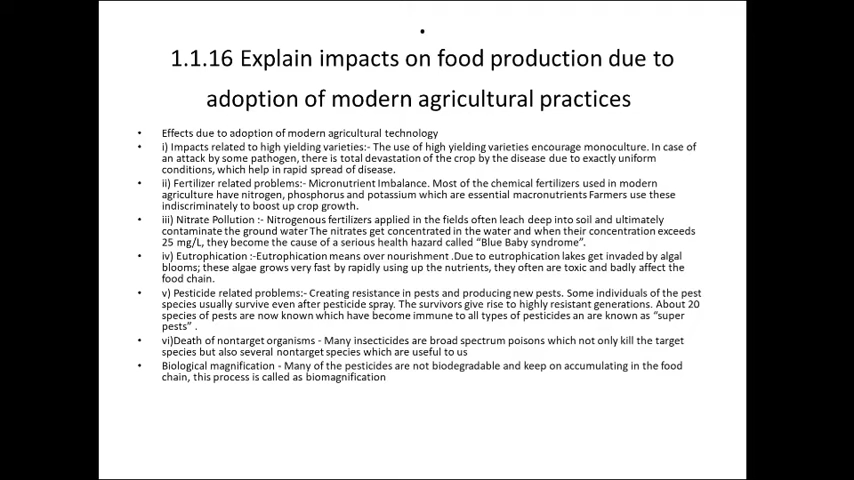 •
1.1.16 Explain impacts on food production due to
adoption of modern agricultural practices
• Effects due to adoption of modern agricultural technology
• i) Impacts related to high yielding varieties:- The use of high yielding varieties encourage monoculture. In case of
an attack by some pathogen, there is total devastation of the crop by the disease due to exactly uniform
conditions, which help in rapid spread of disease.
• ii) Fertilizer related problems:- Micronutrient Imbalance. Most of the chemical fertilizers used in modern
agriculture have nitrogen, phosphorus and potassium which are essential macronutrients Farmers use these
indiscriminately to boost up crop growth.
• iii) Nitrate Pollution :- Nitrogenous fertilizers applied in the fields often leach deep into soil and ultimately
contaminate the ground water The nitrates get concentrated in the water and when their concentration exceeds
25 mg/L, they become the cause of a serious health hazard called “Blue Baby syndrome”.
• iv) Eutrophication :-Eutrophication means over nourishment .Due to eutrophication lakes get invaded by algal
blooms; these algae grows very fast by rapidly using up the nutrients, they often are toxic and badly affect the
food chain.
• v) Pesticide related problems:- Creating resistance in pests and producing new pests. Some individuals of the pest
species usually survive even after pesticide spray. The survivors give rise to highly resistant generations. About 20
species of pests are now known which have become immune to all types of pesticides an are known as “super
pests” .
• vi)Death of nontarget organisms - Many insecticides are broad spectrum poisons which not only kill the target
species but also several nontarget species which are useful to us
• Biological magnification - Many of the pesticides are not biodegradable and keep on accumulating in the food
chain, this process is called as biomagnification